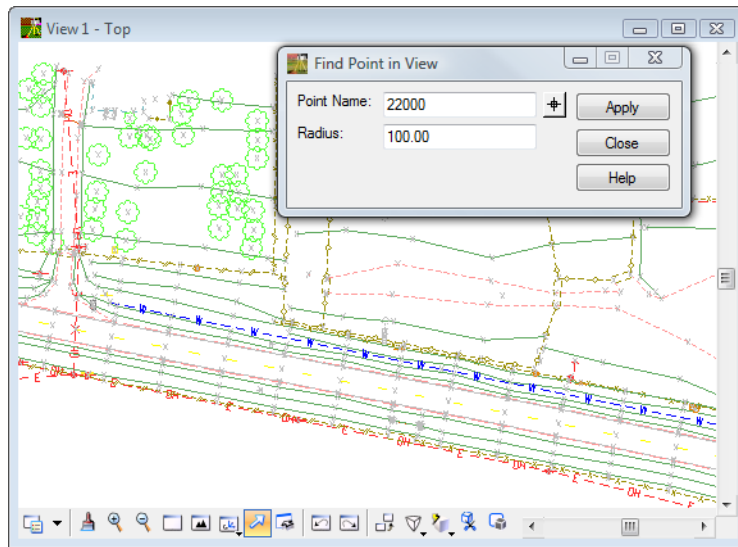 View 1 - Top
Find Point in View
Point Name:
22000
Apply
Radius:
100.00
Close
Help